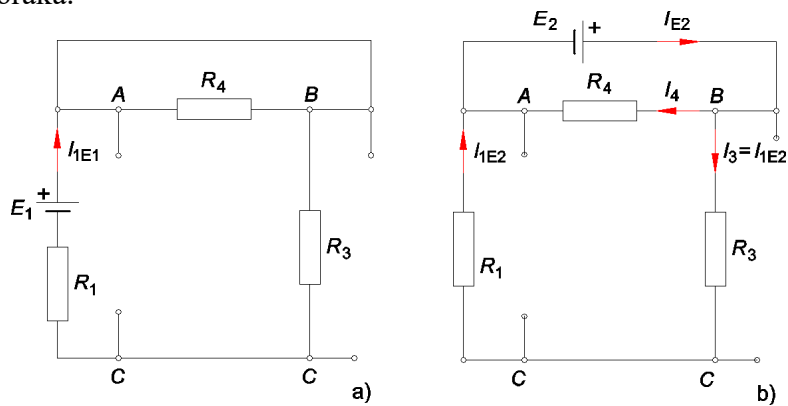 E2 + IE2
A R4 B
A R4 I4 B
I1E1
I1E2
I3 = I1E2
E1 +
R1 R3
R1 R3
C C
C C
a) b)